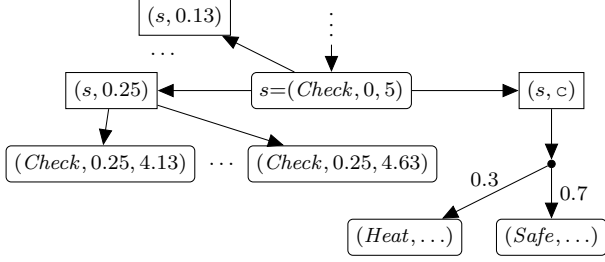 (s, 0.13)
⋮
...
(s, 0.25)
s=(Check, 0, 5)
(s, c)
(Check, 0.25, 4.13)
...
(Check, 0.25, 4.63)
0.3
0.7
(Heat, ...)
(Safe, ...)